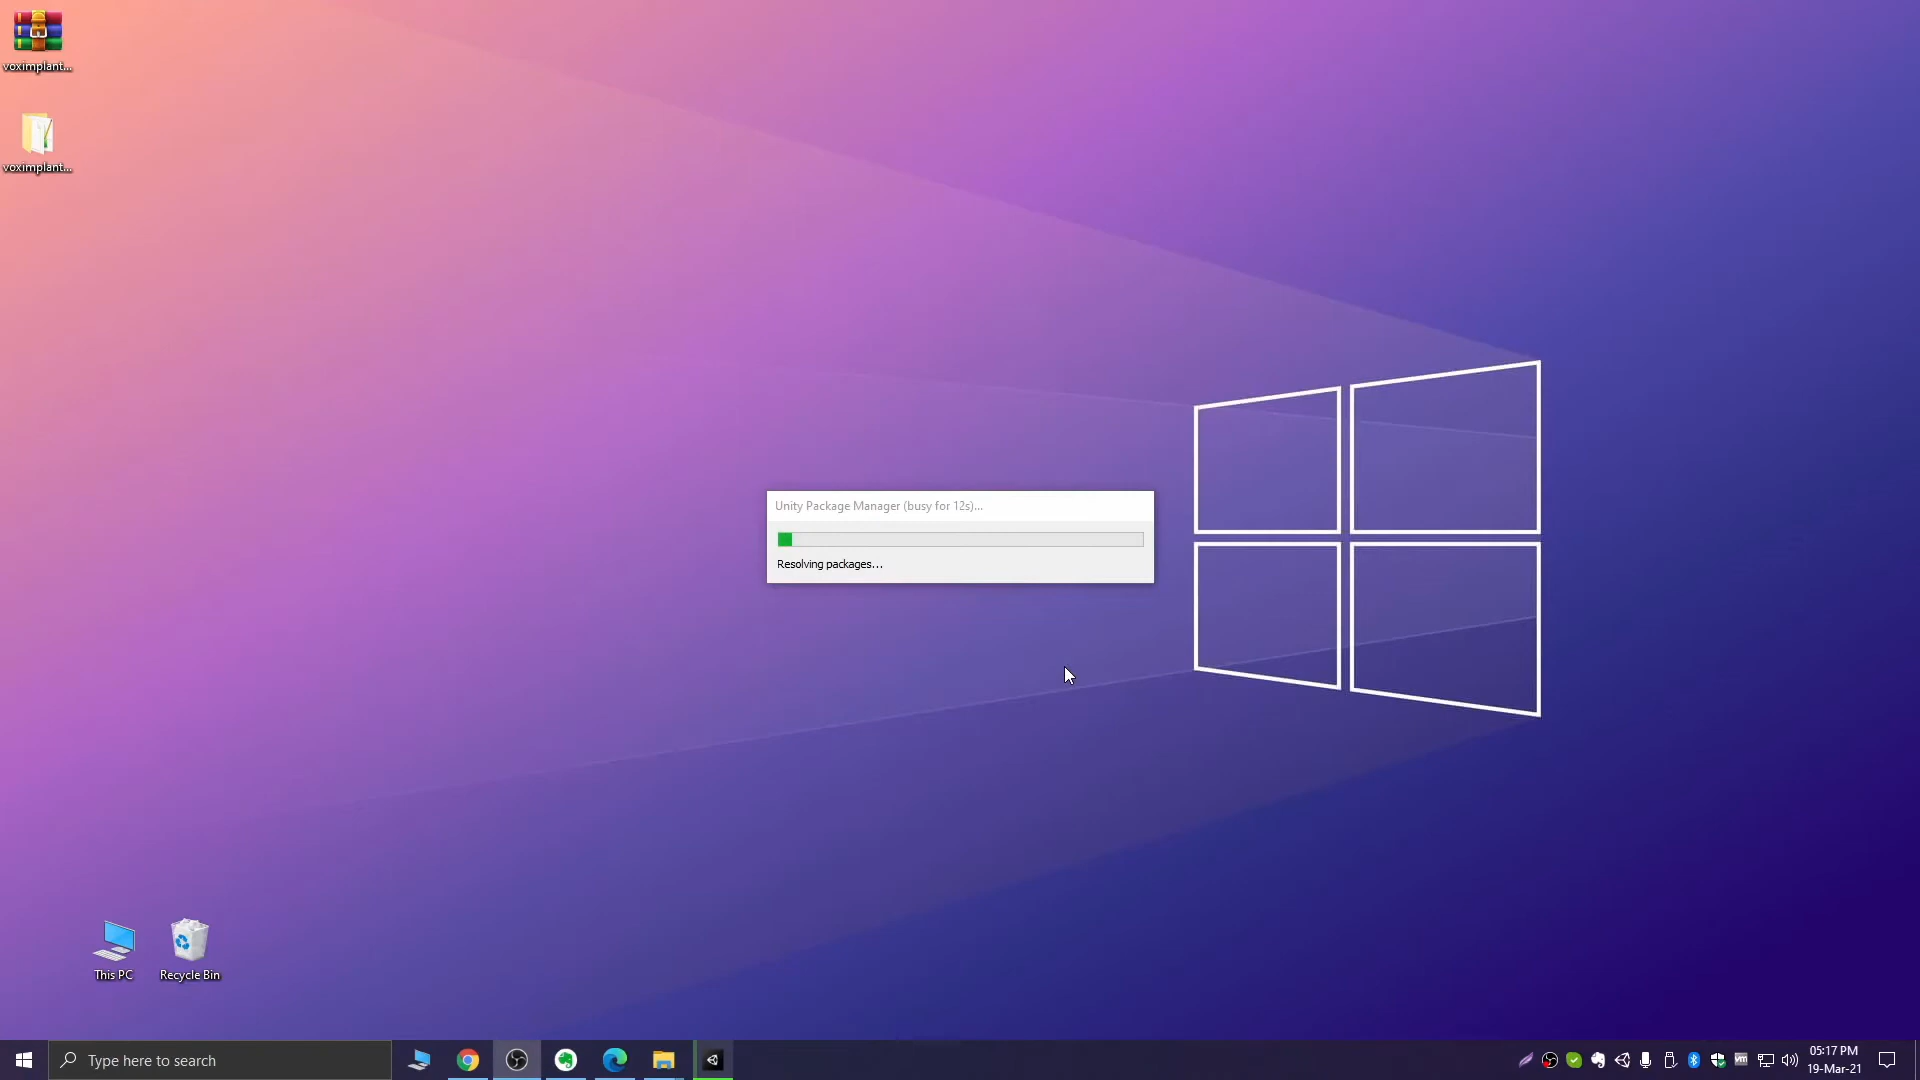 voximplant...
voximplant...
Unity Package Manager (busy for 12s)...
Resolving packages...
This PC
Recycle Bin
Type here to search
05:17 PM
19-Mar-21